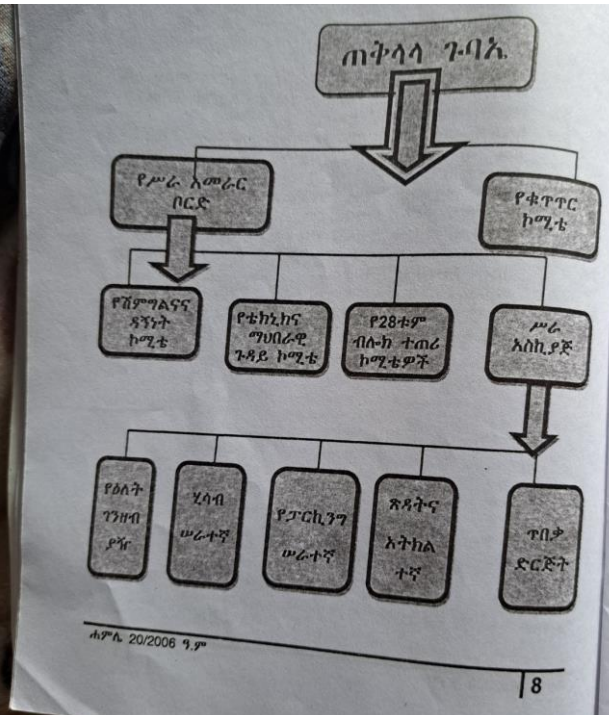 ጠቅላላ ጉባኤ
የሥራ አመራር
ቦርድ
የቁጥጥር
ኮሚቴ
የሽምግልናና
ዳኝነት
ኮሚቴ
የቴክኒክና
ማህበራዊ
ጉዳይ ኮሚቴ
የ28ቱም
ብሎክ ተጠሪ
ኮሚቴዎች
ሥራ
አስኪያጅ
የዕለት
ገንዘብ
ያዥ
ሂሳብ
ሠራተኛ
የፓርኪንግ
ሠራተኛ
ጽዳትና
አትክል
ተኛ
ጥበቃ
ድርጅት
ሐምሌ 20/2006 ዓ.ም
8